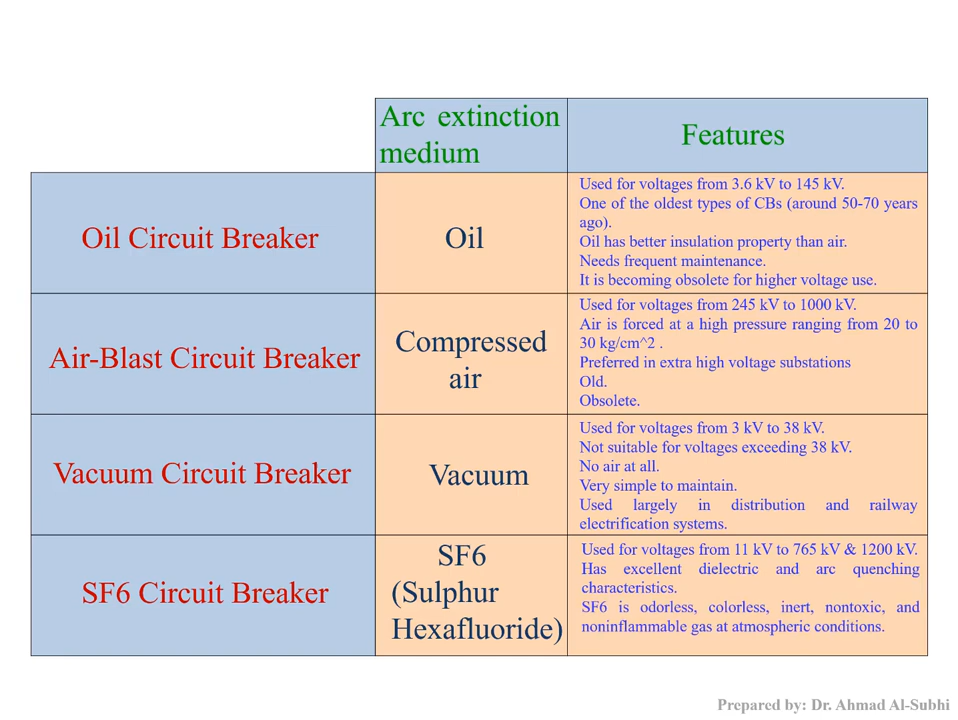 Arc extinction
medium
Features
Oil Circuit Breaker
Oil
Used for voltages from 3.6 kV to 145 kV.
One of the oldest types of CBs (around 50-70 years
ago).
Oil has better insulation property than air.
Needs frequent maintenance.
It is becoming obsolete for higher voltage use.
Air-Blast Circuit Breaker
Compressed
air
Used for voltages from 245 kV to 1000 kV.
Air is forced at a high pressure ranging from 20 to
30 kg/cm^2 .
Preferred in extra high voltage substations
Old.
Obsolete.
Vacuum Circuit Breaker
Vacuum
Used for voltages from 3 kV to 38 kV.
Not suitable for voltages exceeding 38 kV.
No air at all.
Very simple to maintain.
Used largely in distribution and railway
electrification systems.
SF6 Circuit Breaker
SF6
(Sulphur
Hexafluoride)
Used for voltages from 11 kV to 765 kV & 1200 kV.
Has excellent dielectric and arc quenching
characteristics.
SF6 is odorless, colorless, inert, nontoxic, and
noninflammable gas at atmospheric conditions.
Prepared by: Dr. Ahmad Al-Subhi